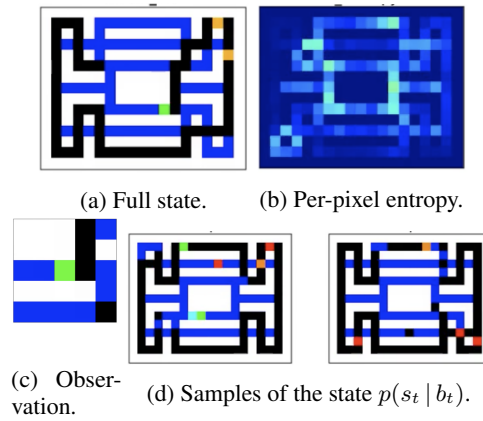 (a) Full state.
(b) Per-pixel entropy.
(c) Obser-
vation.
(d) Samples of the state p(s_t | b_t).